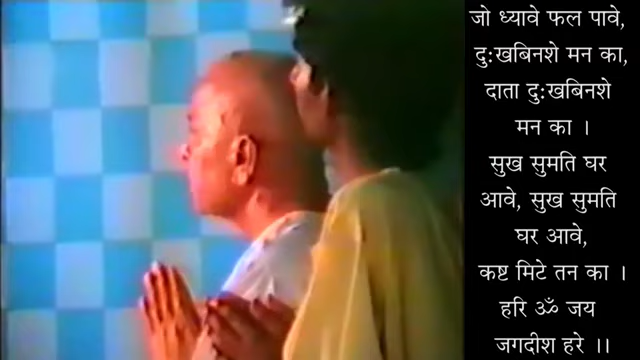 जो ध्यावे फल पावे,
दुःखबिनशे मन का,
दाता दुःखबिनशे
मन का ।
सुख सुमति घर
आवे, सुख सुमति
घर आवे,
कष्ट मिटे तन का ।
हरि ॐ जय
जगदीश हरे ।।